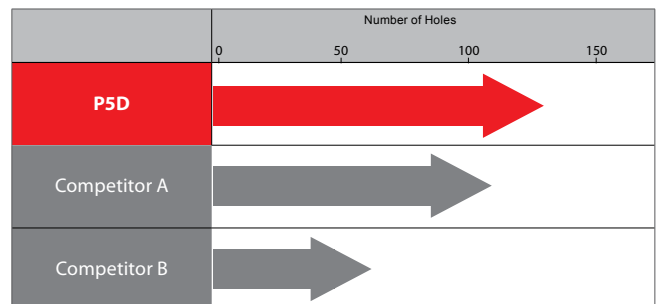 Number of Holes
0 50 100 150
P5D
Competitor A
Competitor B